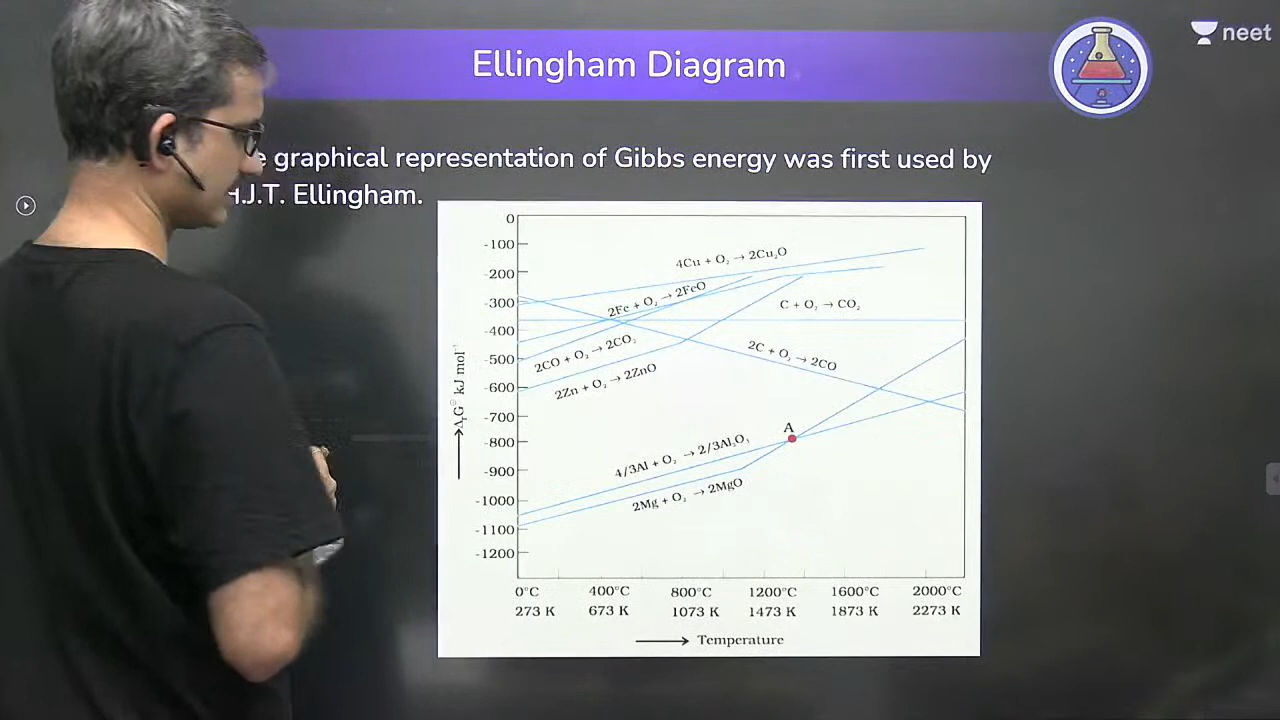 Ellingham Diagram
neet
graphical representation of Gibbs energy was first used by
H.J.T. Ellingham.
0
-100
-200
-300
-400
-500
-600
-700
-800
-900
-1000
-1100
-1200
Δ₍r₎G⊖ kJ mol⁻¹
4Cu + O₂ → 2Cu₂O
2Fe + O₂ → 2FeO
C + O₂ → CO₂
2CO + O₂ → 2CO₂
2C + O₂ → 2CO
2Zn + O₂ → 2ZnO
A
4/3Al + O₂ → 2/3Al₂O₃
2Mg + O₂ → 2MgO
0°C 400°C 800°C 1200°C 1600°C 2000°C
273 K 673 K 1073 K 1473 K 1873 K 2273 K
Temperature